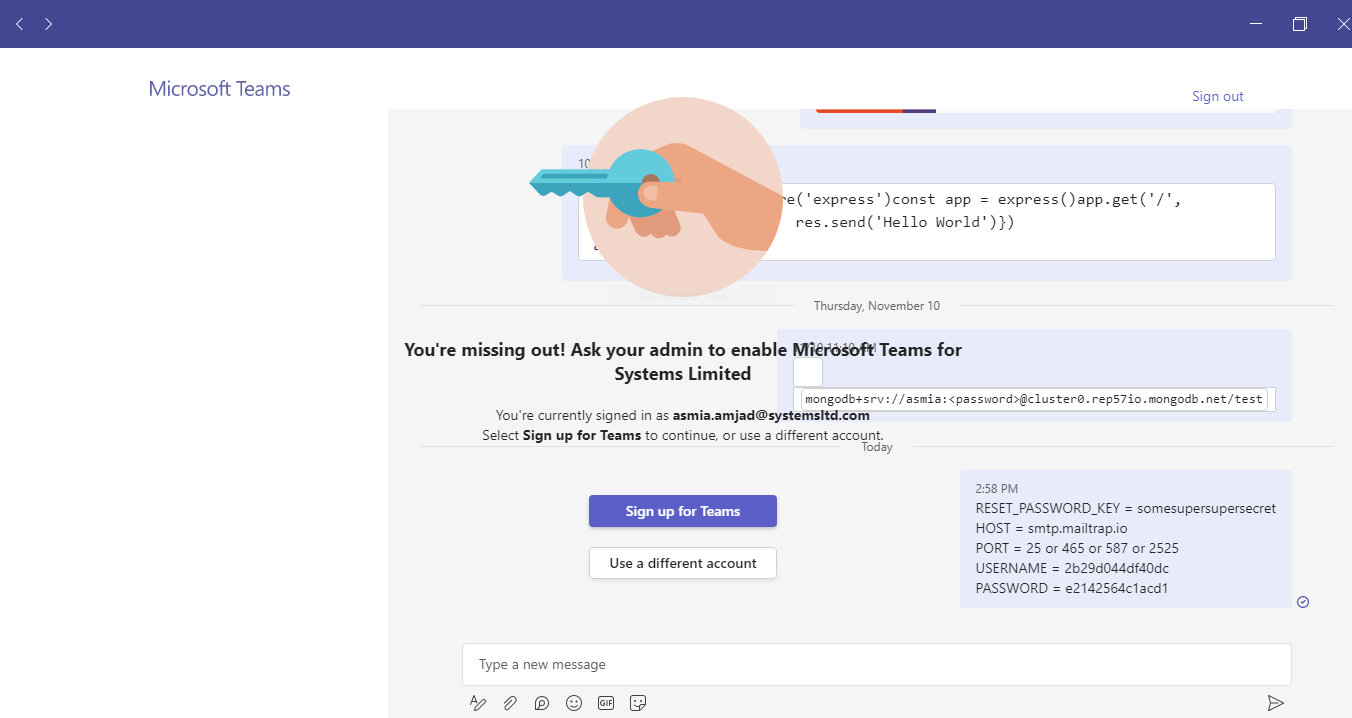 Microsoft Teams
Sign out
10
re('express')const app = express()app.get('/',
res.send('Hello World')})
Thursday, November 10
You're missing out! Ask your admin to enable Microsoft Teams for
Systems Limited
mongodb+srv://asmia:<password>@cluster0.rep57io.mongodb.net/test
You're currently signed in as asmia.amjad@systemsltd.com
Select Sign up for Teams to continue, or use a different account.
Today
Sign up for Teams
Use a different account
2:58 PM
RESET_PASSWORD_KEY = somesupersupersecret
HOST = smtp.mailtrap.io
PORT = 25 or 465 or 587 or 2525
USERNAME = 2b29d044df40dc
PASSWORD = e2142564c1acd1
Type a new message
GIF